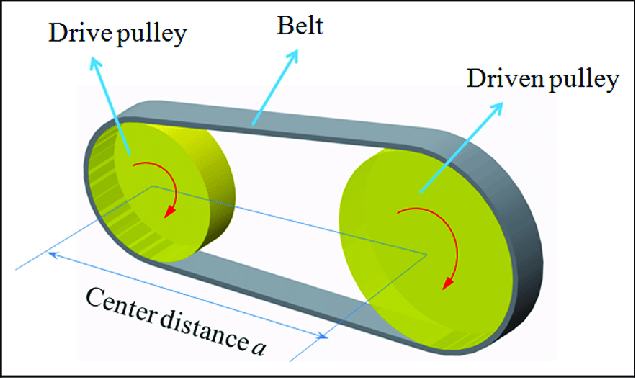 Drive pulley
Belt
Driven pulley
Center distance a